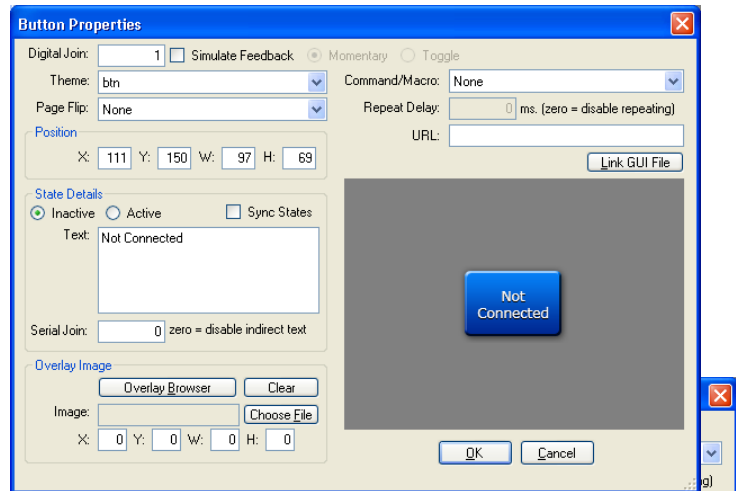 Button Properties
Digital Join: 1 Simulate Feedback Momentary Toggle
Theme: btn
Command/Macro: None
Page Flip: None
Repeat Delay: 0 ms. (zero = disable repeating)
URL:
Link GUI File
Position
X: 111 Y: 150 W: 97 H: 69
State Details
Inactive Active Sync States
Text: Not Connected
Serial Join: 0 zero = disable indirect text
Not
Connected
Overlay Image
Overlay Browser Clear
Image: Choose File
X: 0 Y: 0 W: 0 H: 0
OK Cancel
g)